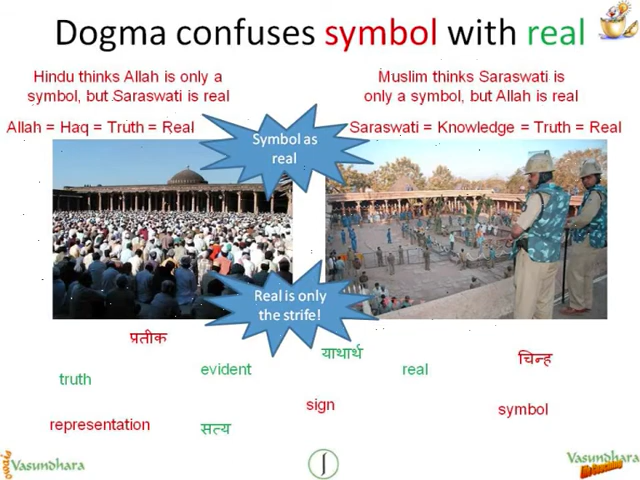 Dogma confuses symbol with real
Hindu thinks Allah is only a
symbol, but Saraswati is real
Muslim thinks Saraswati is
only a symbol, but Allah is real
Allah = Haq = Truth = Real
Saraswati = Knowledge = Truth = Real
Symbol as
real
Real is only
the strife!
प्रतीक
याथार्थ
चिन्ह
evident
real
truth
sign
symbol
representation
सत्य
Vasundhara
Vasundhara